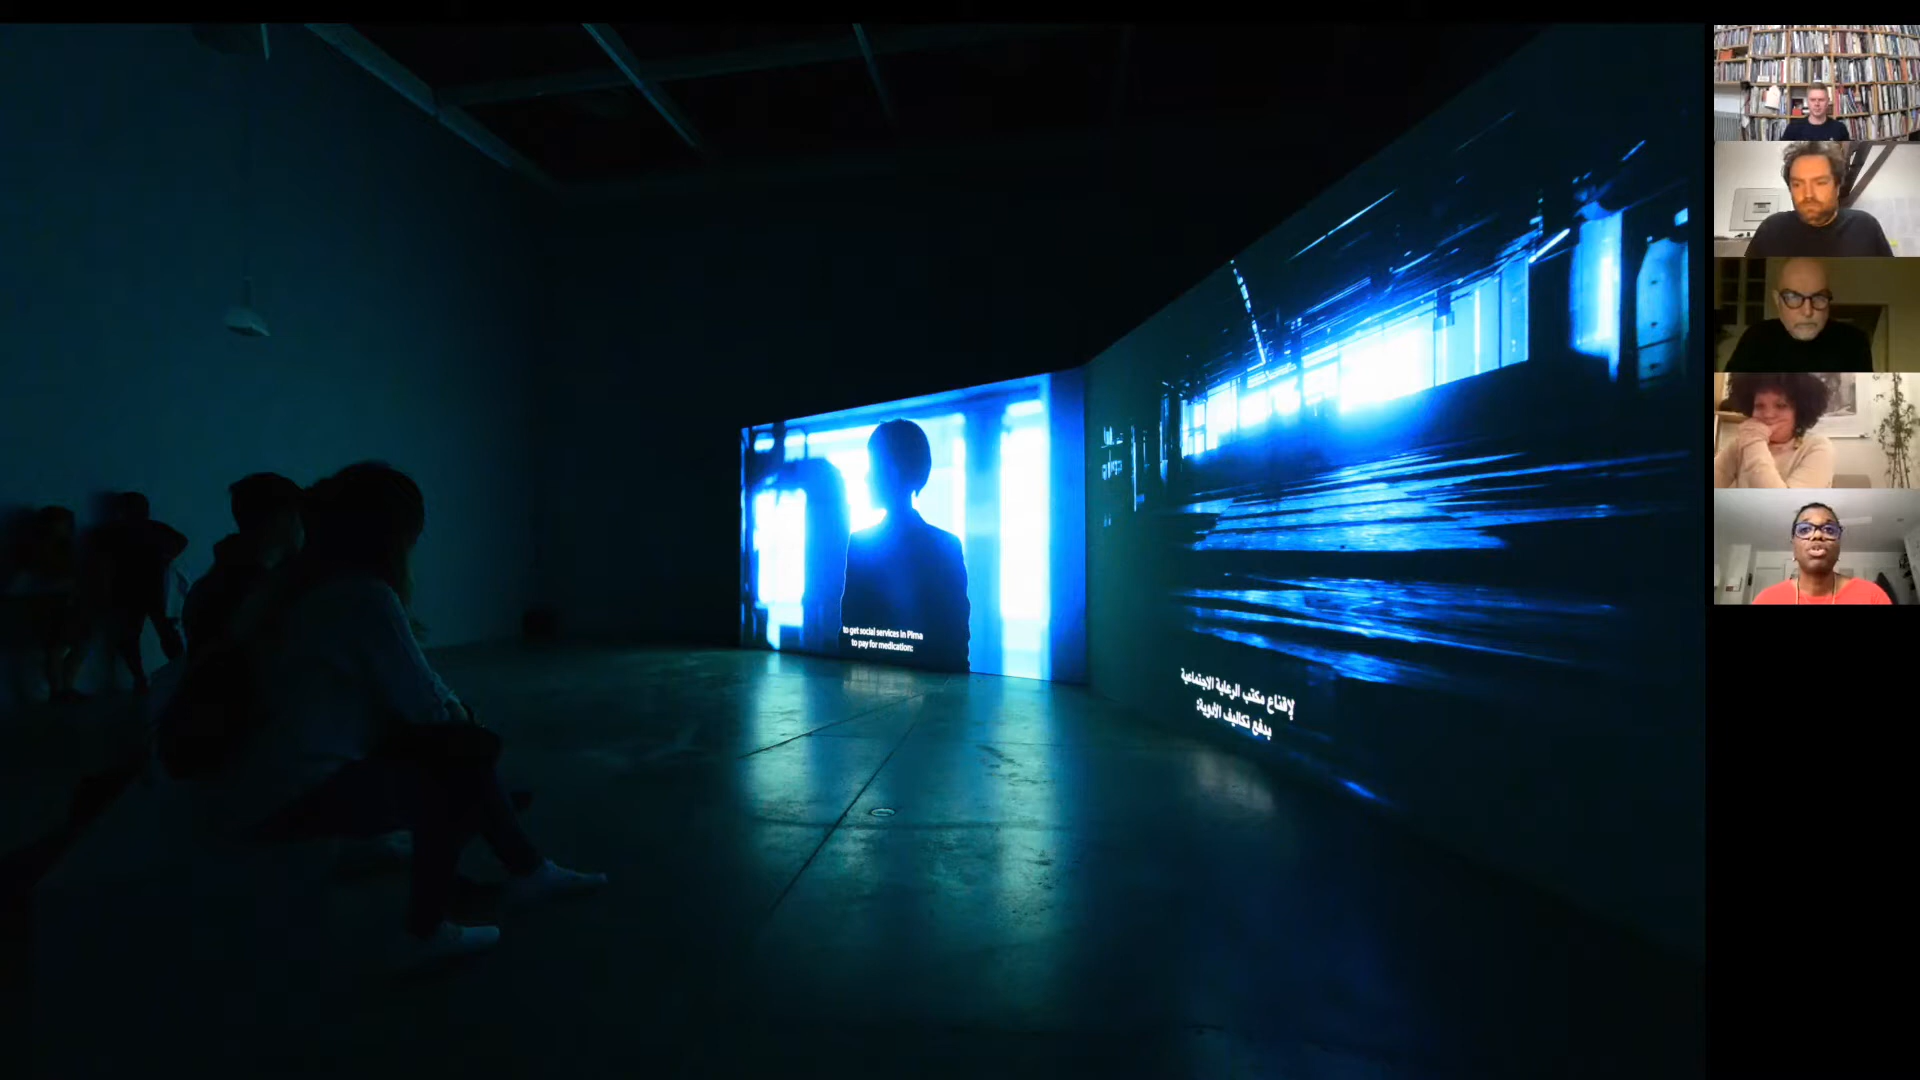 to get social services in Pima
to pay for medication:
لإقناع مكتب الرعاية الاجتماعية
بدفع تكاليف الأدوية: